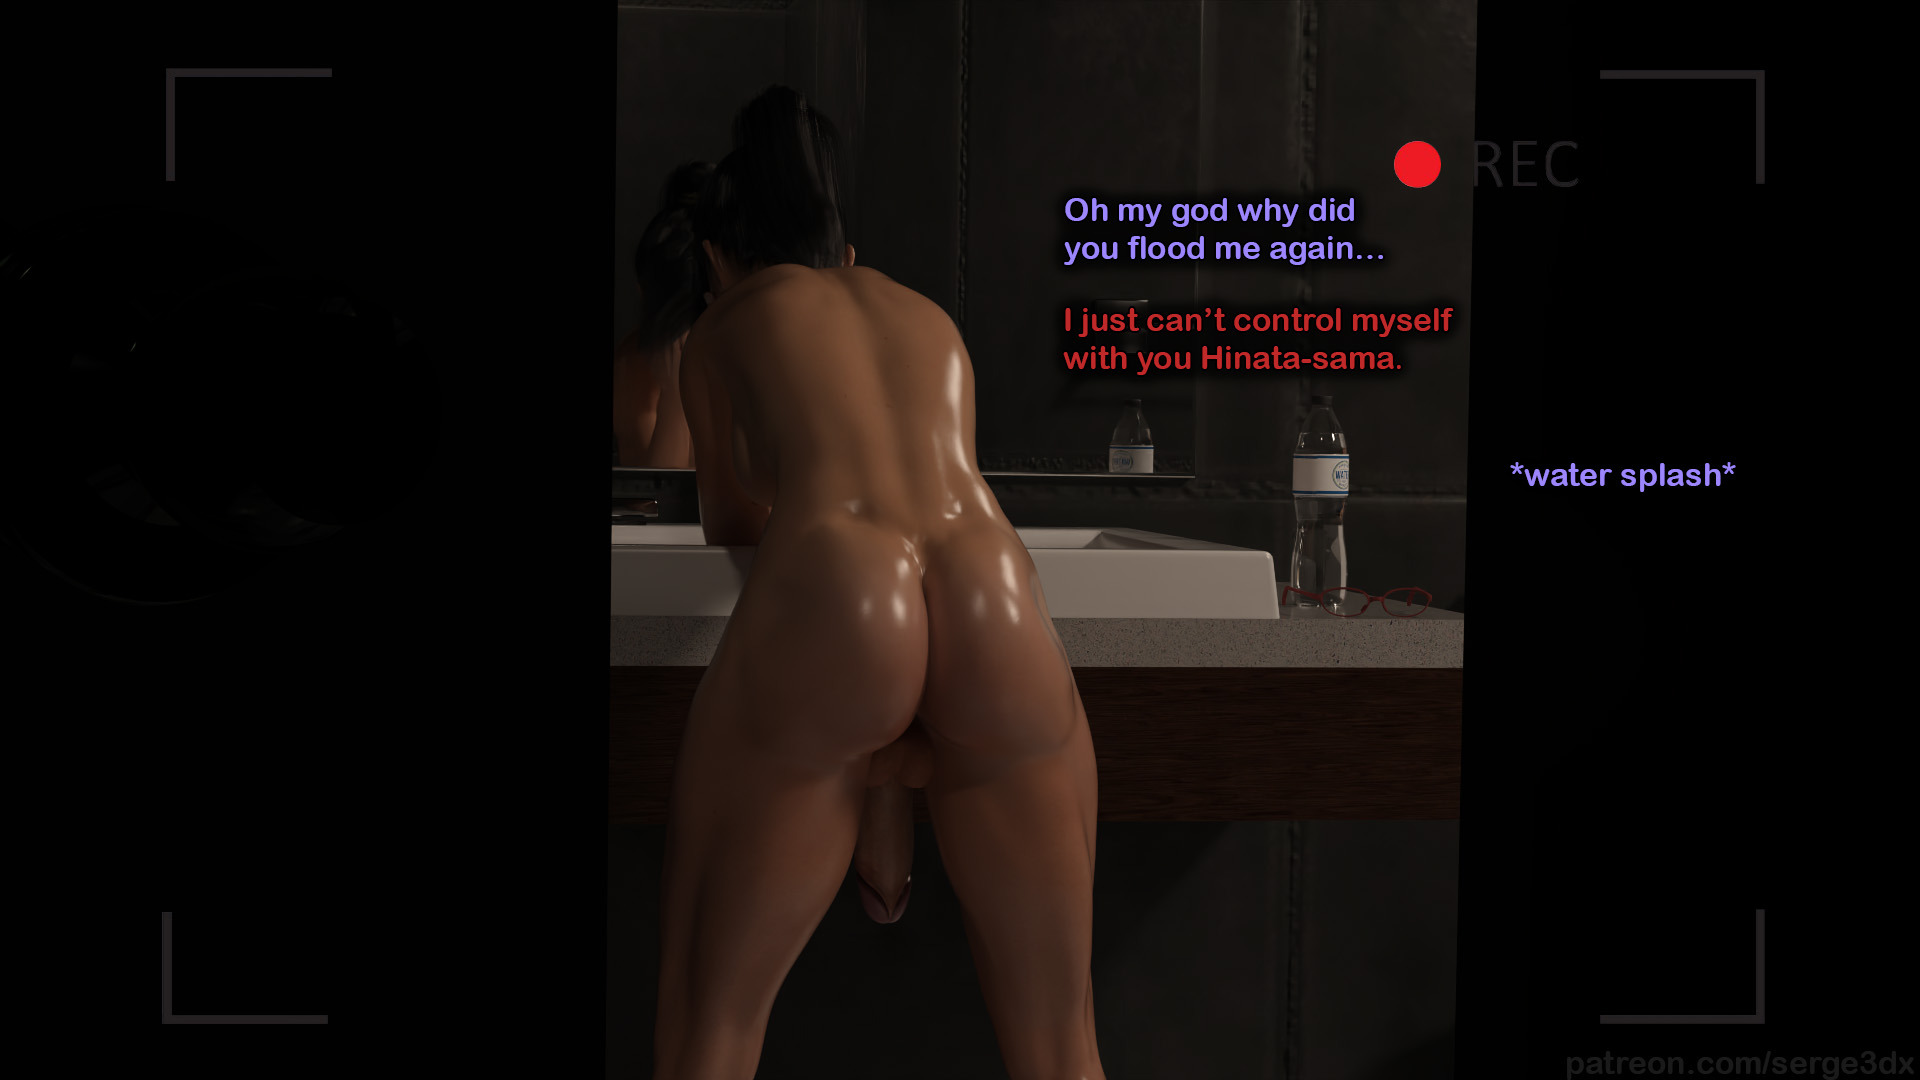 REC
Oh my god why did
you flood me again...
I just can't control myself
with you Hinata-sama.
*water splash*
patreon.com/serge3dx